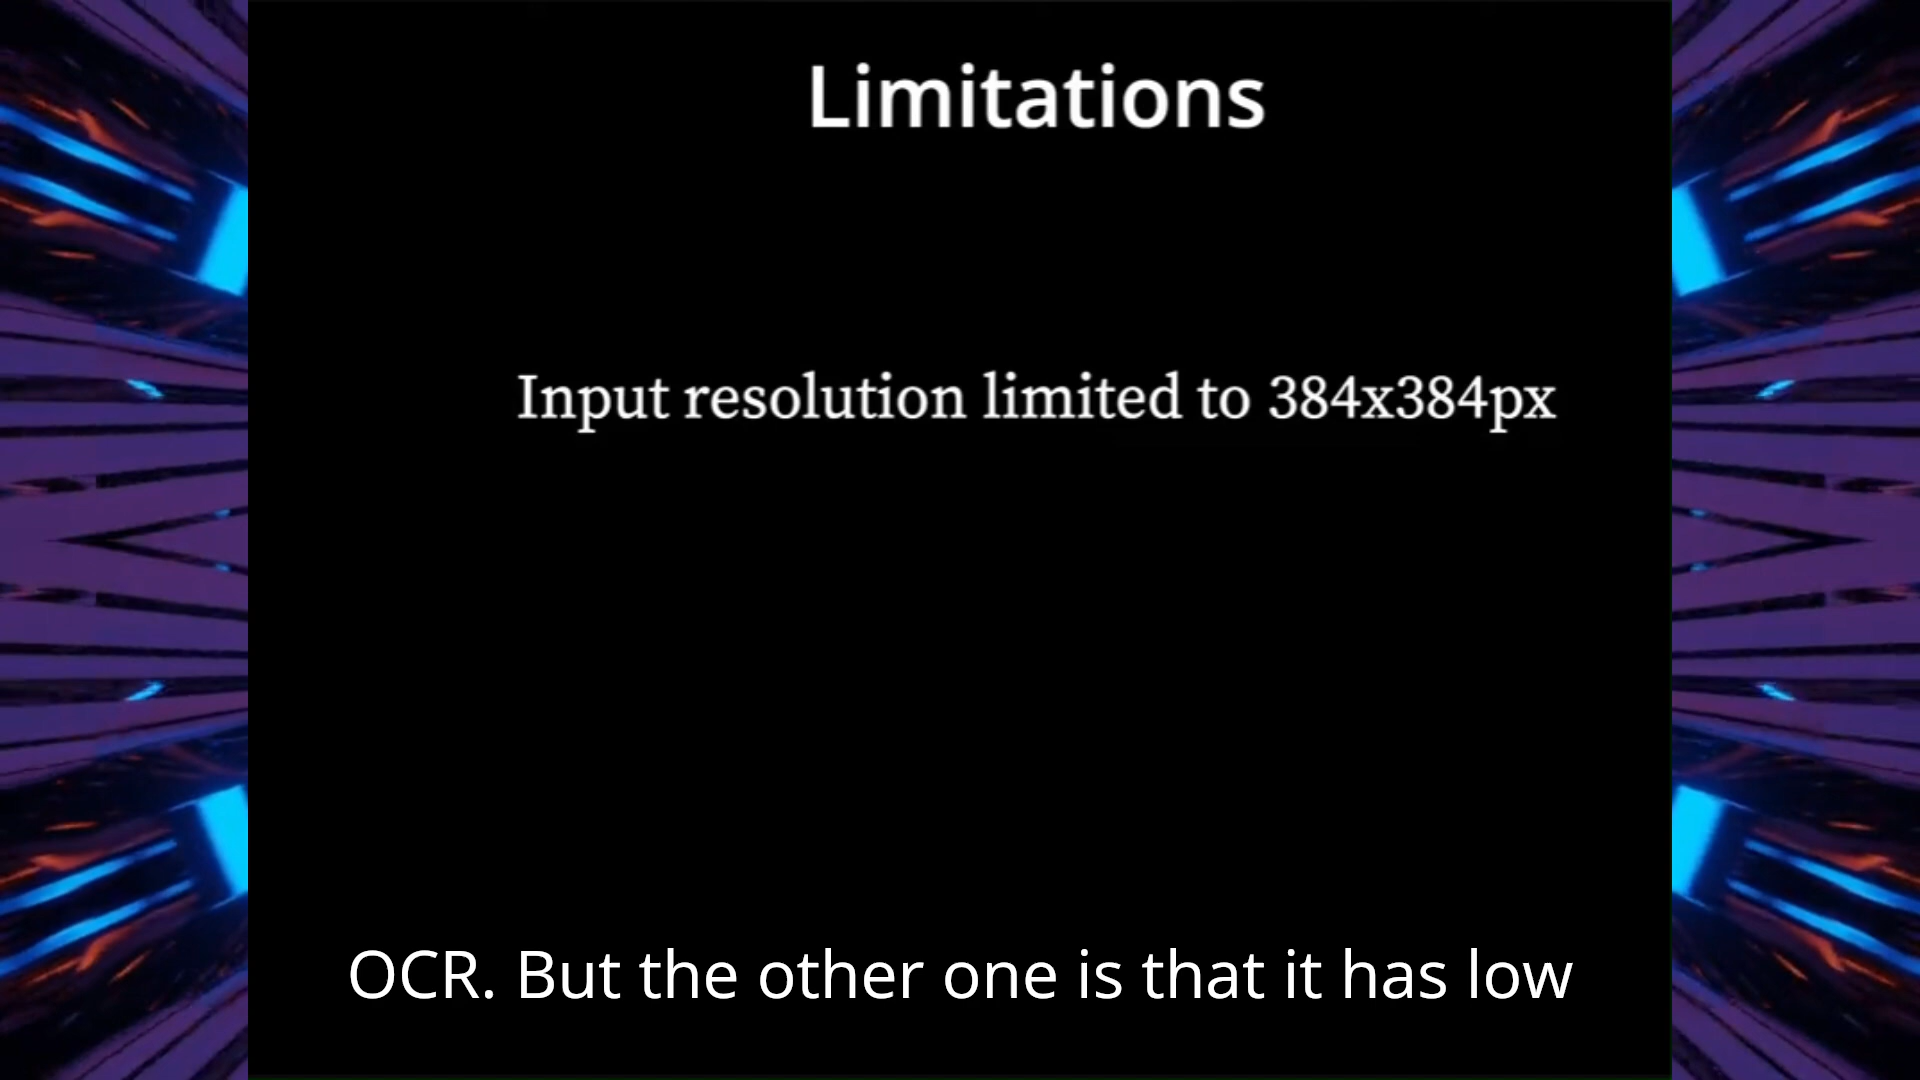 Limitations
Input resolution limited to 384x384px
OCR. But the other one is that it has low